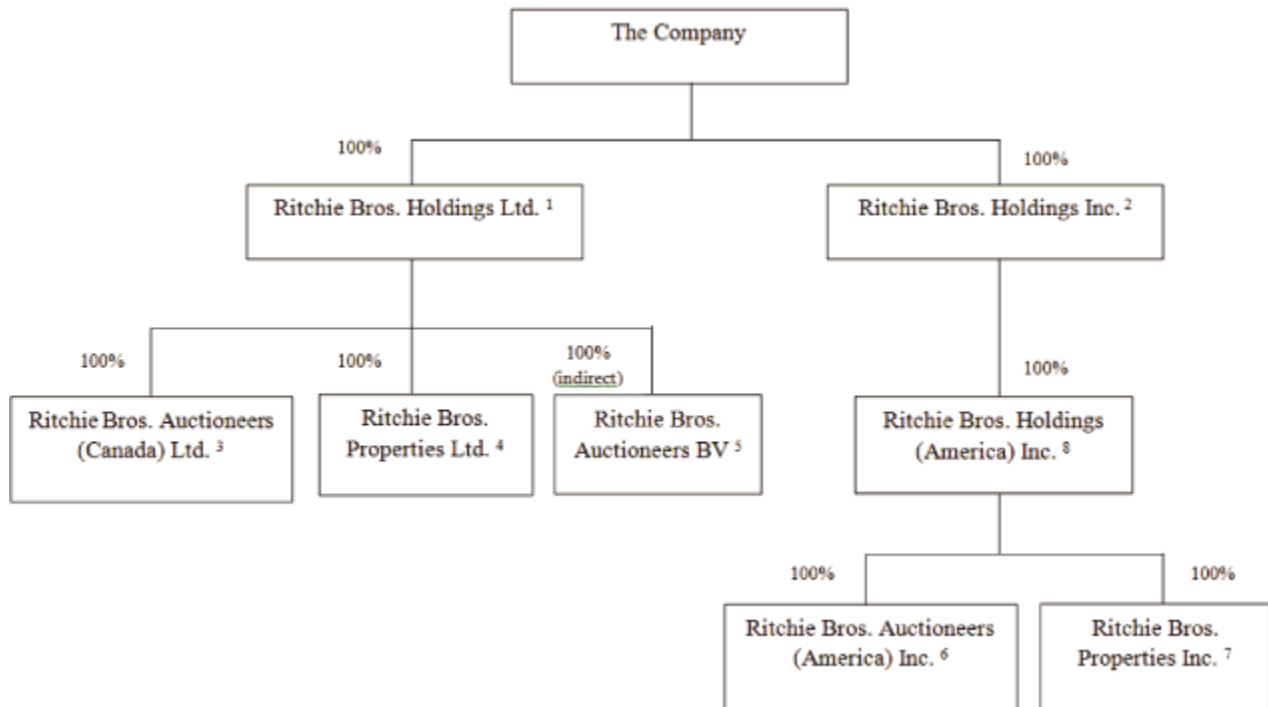 The Company
100%
100%
Ritchie Bros. Holdings Ltd. 1
Ritchie Bros. Holdings Inc. 2
100%
100%
100%
(indirect)
100%
Ritchie Bros. Auctioneers
(Canada) Ltd. 3
Ritchie Bros.
Properties Ltd. 4
Ritchie Bros.
Auctioneers BV 5
Ritchie Bros. Holdings
(America) Inc. 8
100%
100%
Ritchie Bros. Auctioneers
(America) Inc. 6
Ritchie Bros.
Properties Inc. 7